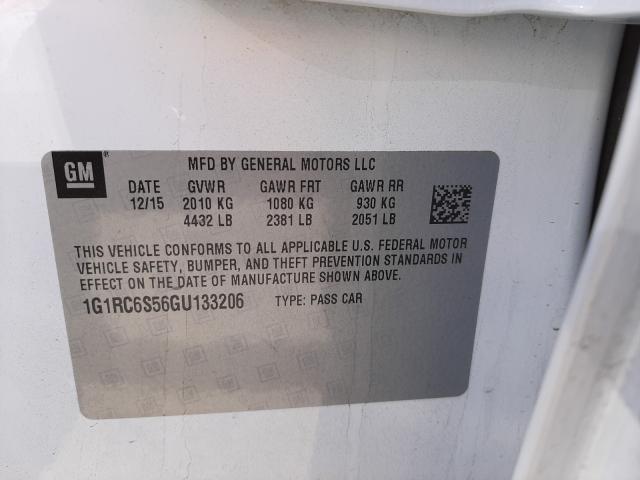 GM®
MFD BY GENERAL MOTORS LLC
DATE GVWR GAWR FRT GAWR RR
12/15 2010 KG 1080 KG 930 KG
4432 LB 2381 LB 2051 LB
THIS VEHICLE CONFORMS TO ALL APPLICABLE U.S. FEDERAL MOTOR
VEHICLE SAFETY, BUMPER, AND THEFT PREVENTION STANDARDS IN
EFFECT ON THE DATE OF MANUFACTURE SHOWN ABOVE.
1G1RC6S56GU133206 TYPE: PASS CAR